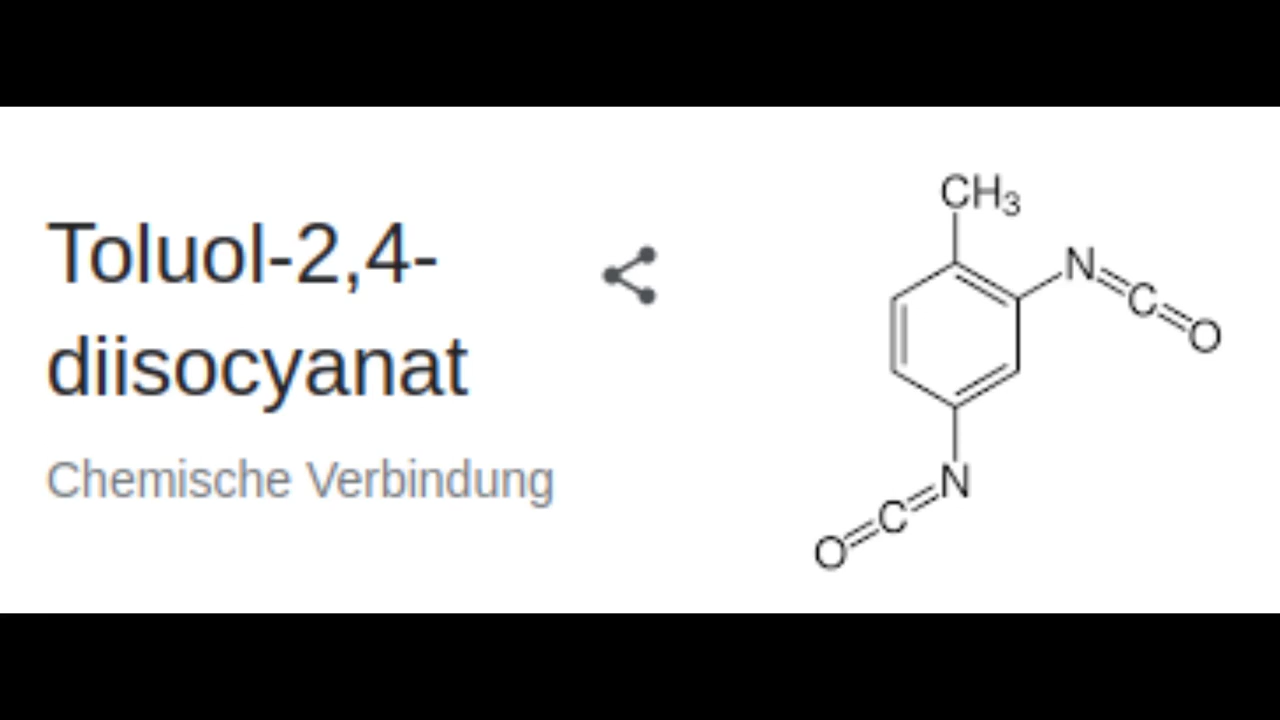 Toluol-2,4-
diisocyanat
Chemische Verbindung
CH₃
N
C
O
N
C
O